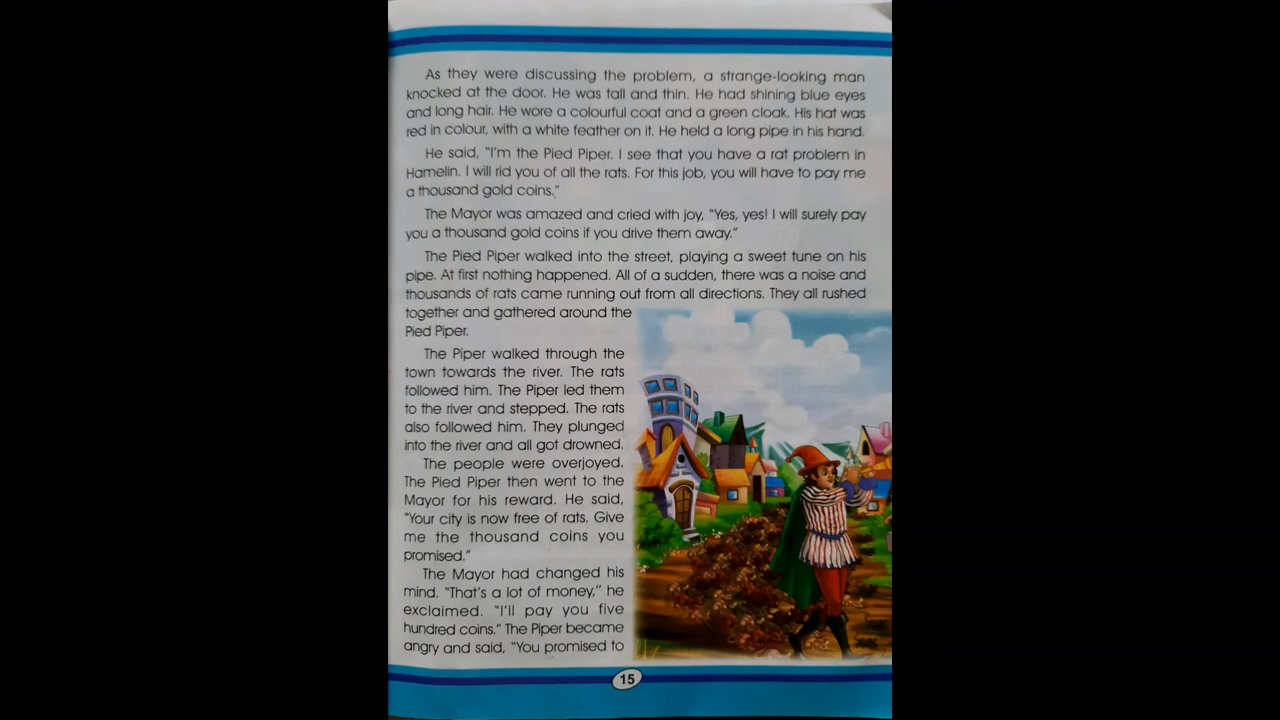 As they were discussing the problem, a strange-looking man
knocked at the door. He was tall and thin. He had shining blue eyes
and long hair. He wore a colourful coat and a green cloak. His hat was
red in colour, with a white feather on it. He held a long pipe in his hand.
He said, “I’m the Pied Piper. I see that you have a rat problem in
Hamelin. I will rid you of all the rats. For this job, you will have to pay me
a thousand gold coins.”
The Mayor was amazed and cried with joy, “Yes, yes! I will surely pay
you a thousand gold coins if you drive them away.”
The Pied Piper walked into the street, playing a sweet tune on his
pipe. At first nothing happened. All of a sudden, there was a noise and
thousands of rats came running out from all directions. They all rushed
together and gathered around the
Pied Piper.
The Piper walked through the
town towards the river. The rats
followed him. The Piper led them
to the river and stepped. The rats
also followed him. They plunged
into the river and all got drowned.
The people were overjoyed.
The Pied Piper then went to the
Mayor for his reward. He said,
“Your city is now free of rats. Give
me the thousand coins you
promised.”
The Mayor had changed his
mind. “That’s a lot of money,” he
exclaimed. “I’ll pay you five
hundred coins.” The Piper became
angry and said, “You promised to
15